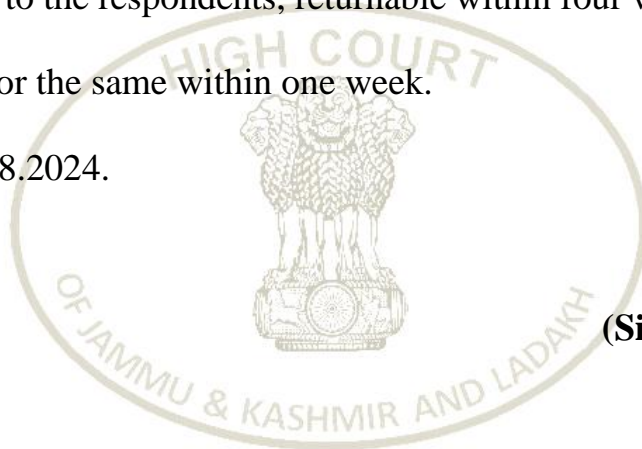 to the respondents, returnable within four
or the same within one week.
8.2024.
(Si
HIGH COURT
OF JAMMU & KASHMIR AND LADAKH